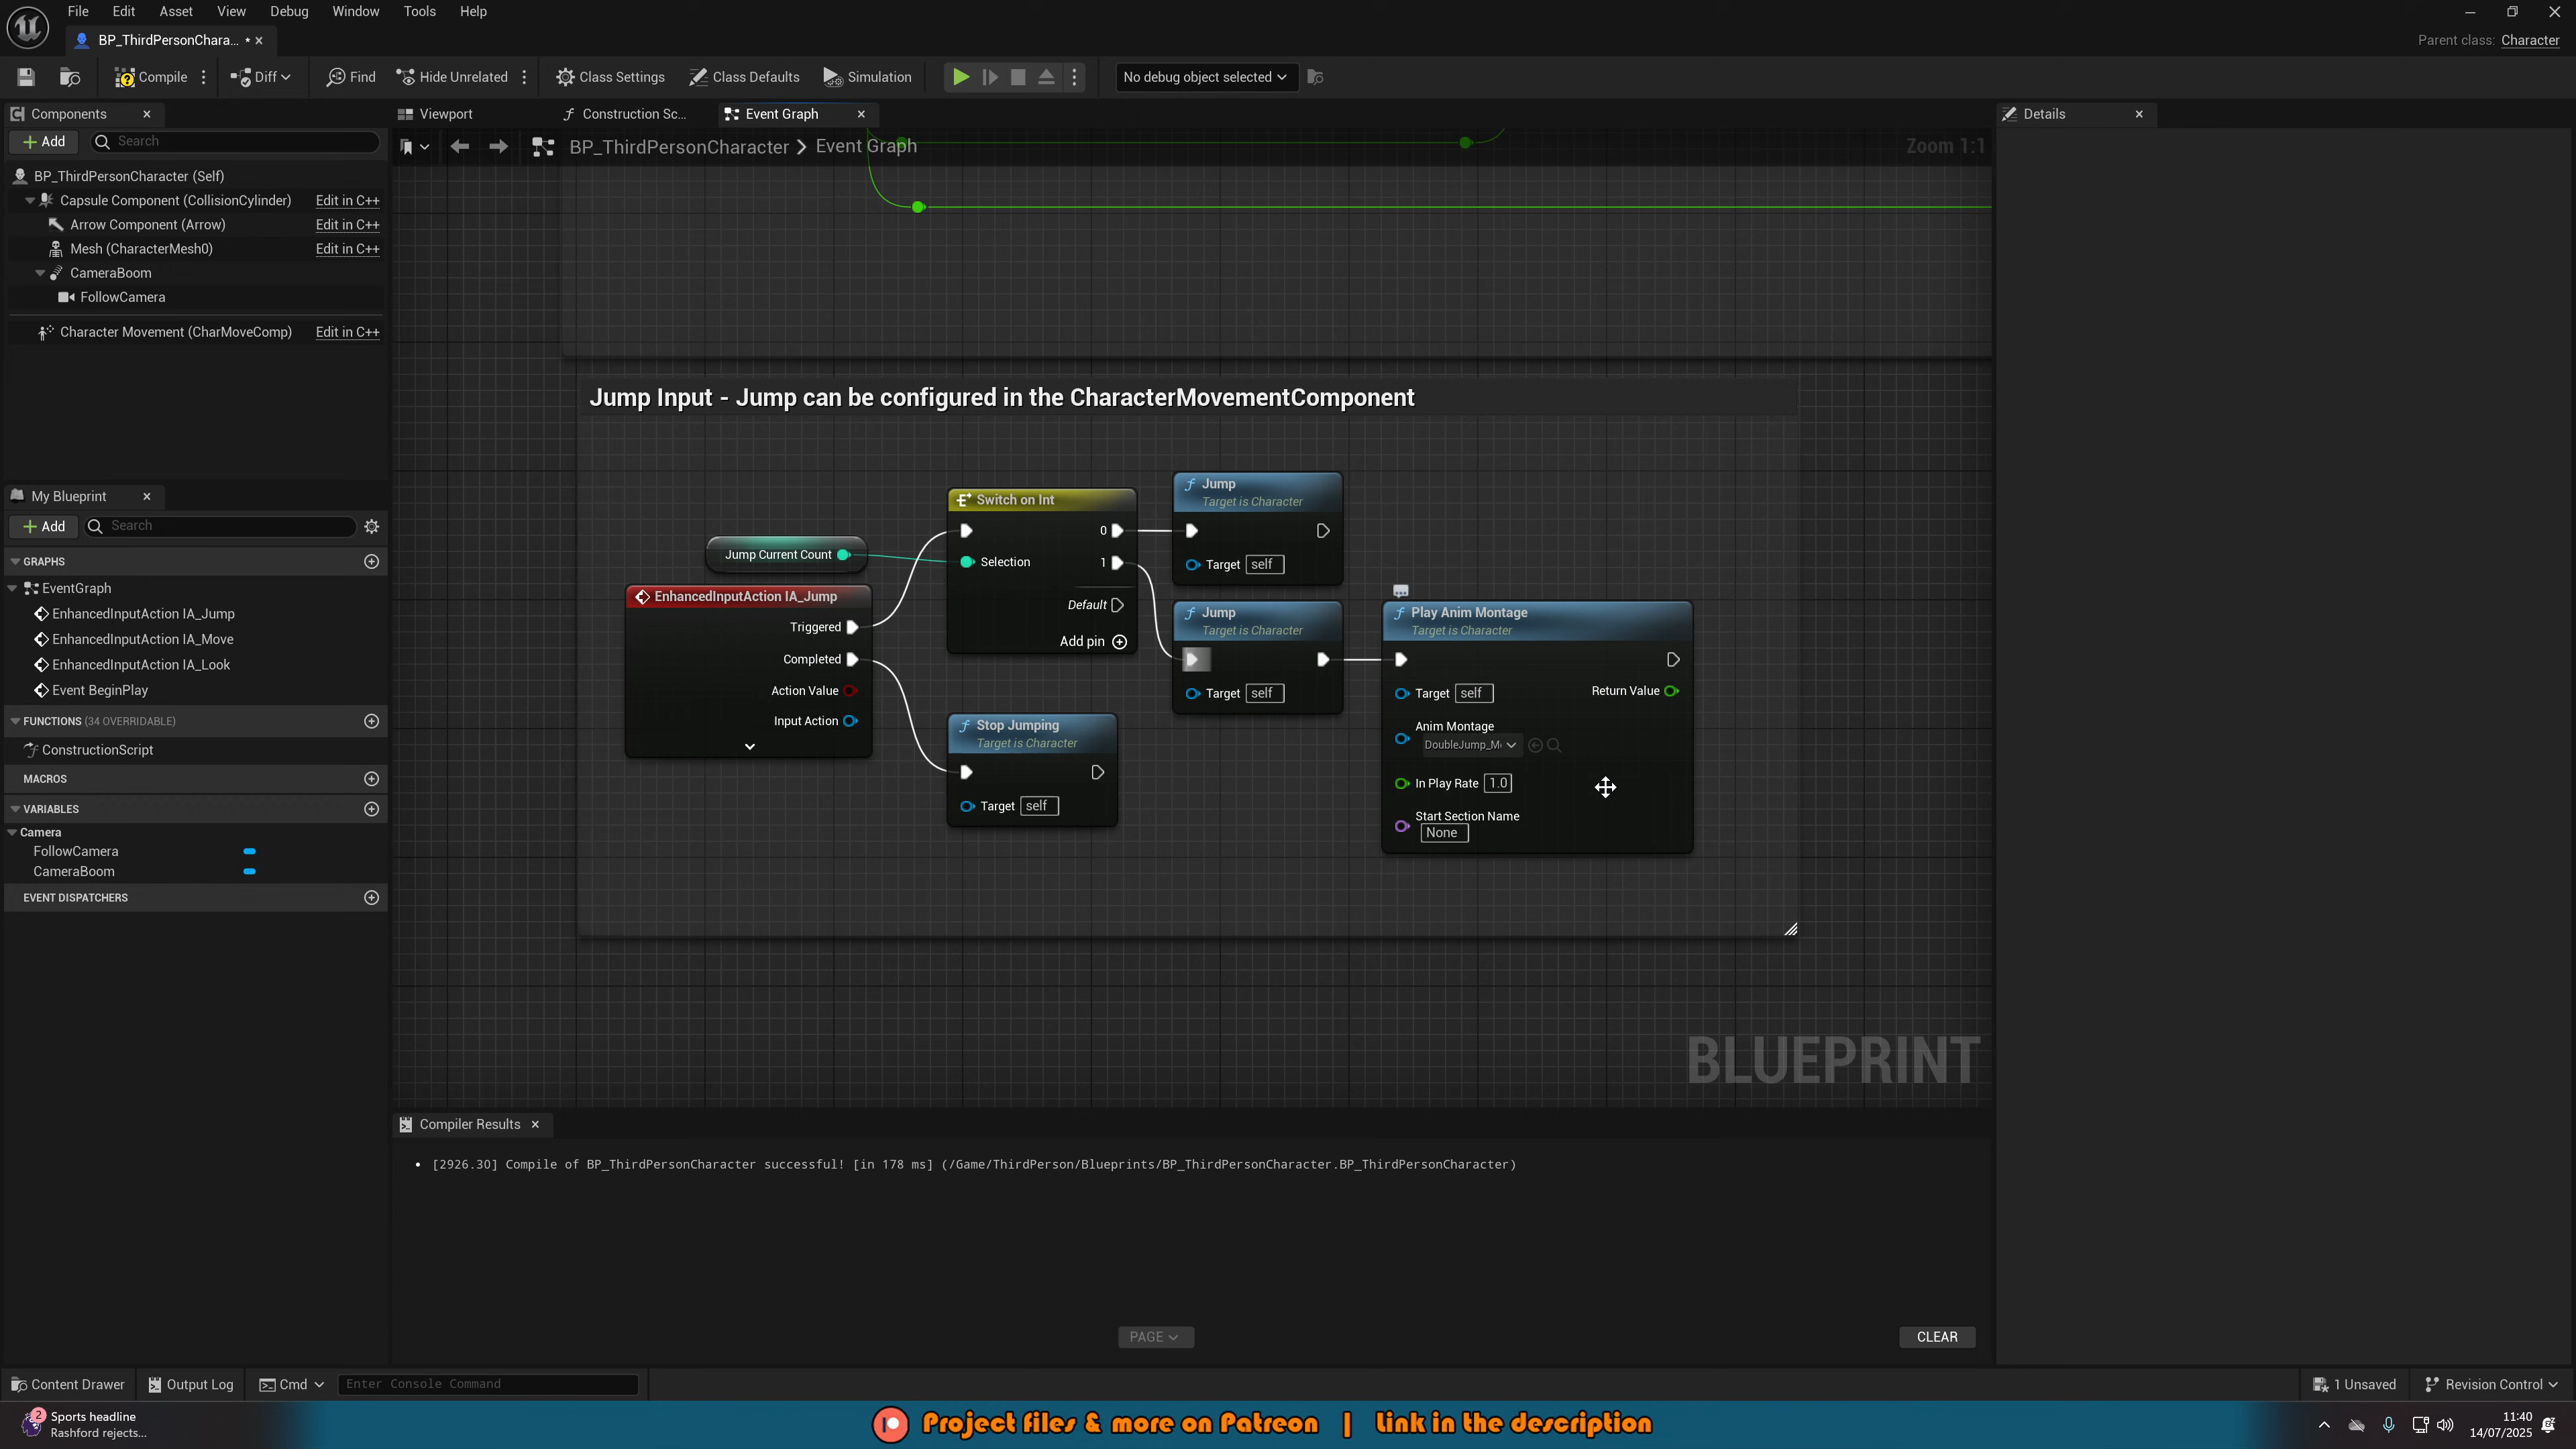 File Edit Asset View Debug Window Tools Help
BP_ThirdPersonChara...
Parent class: Character
Compile Diff Find Hide Unrelated Class Settings Class Defaults Simulation No debug object selected
Components
Viewport Construction Sc... Event Graph
Details
Add Search
BP_ThirdPersonCharacter > Event Graph
Zoom 1:1
BP_ThirdPersonCharacter (Self)
Capsule Component (CollisionCylinder) Edit in C++
Arrow Component (Arrow) Edit in C++
Mesh (CharacterMesh0) Edit in C++
CameraBoom
FollowCamera
Character Movement (CharMoveComp) Edit in C++
My Blueprint
Add Search
GRAPHS
EventGraph
EnhancedInputAction IA_Jump
EnhancedInputAction IA_Move
EnhancedInputAction IA_Look
Event BeginPlay
FUNCTIONS (34 OVERRIDABLE)
ConstructionScript
MACROS
VARIABLES
Camera
FollowCamera
CameraBoom
EVENT DISPATCHERS
Jump Input - Jump can be configured in the CharacterMovementComponent
Jump Current Count
EnhancedInputAction IA_Jump
Triggered
Completed
Action Value
Input Action
Switch on Int
0
Selection
1
Default
Add pin
Stop Jumping
Target is Character
Target self
Jump
Target is Character
Target self
Jump
Target is Character
Target self
Play Anim Montage
Target is Character
Target self
Return Value
Anim Montage
DoubleJump_M
In Play Rate 1.0
Start Section Name
None
BLUEPRINT
Compiler Results
• [2926.30] Compile of BP_ThirdPersonCharacter successful! [in 178 ms] (/Game/ThirdPerson/Blueprints/BP_ThirdPersonCharacter.BP_ThirdPersonCharacter)
PAGE
CLEAR
Content Drawer Output Log Cmd Enter Console Command
1 Unsaved Revision Control
2
Sports headline
Rashford rejects...
Project files & more on Patreon | Link in the description
11:40
14/07/2025